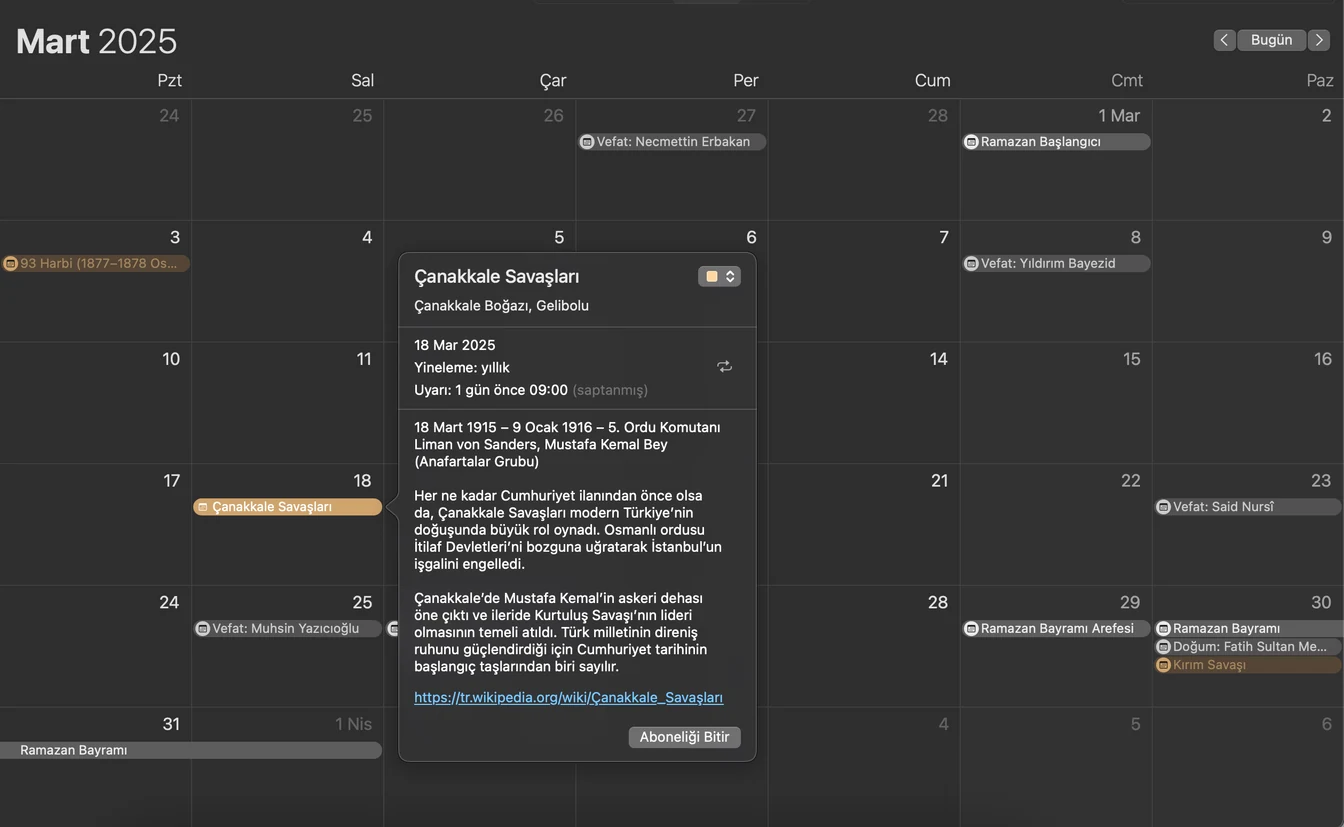 Mart 2025
Bugün
Pzt Sal Çar Per Cum Cmt Paz
24 25 26 27 28 1 Mar 2
Vefat: Necmettin Erbakan
Ramazan Başlangıcı
3 4 5 6 7 8 9
93 Harbi (1877–1878 Os...
Vefat: Yıldırım Bayezid
Çanakkale Savaşları
Çanakkale Boğazı, Gelibolu
18 Mar 2025
Yineleme: yıllık
Uyarı: 1 gün önce 09:00 (saptanmış)
18 Mart 1915 – 9 Ocak 1916 – 5. Ordu Komutanı
Liman von Sanders, Mustafa Kemal Bey
(Anafartalar Grubu)
Her ne kadar Cumhuriyet ilanından önce olsa
da, Çanakkale Savaşları modern Türkiye’nin
doğuşunda büyük rol oynadı. Osmanlı ordusu
İtilaf Devletleri’ni bozguna uğratarak İstanbul’un
işgalini engelledi.
Çanakkale’de Mustafa Kemal’in askeri dehası
öne çıktı ve ileride Kurtuluş Savaşı’nın lideri
olmasının temeli atıldı. Türk milletinin direniş
ruhunu güçlendirdiği için Cumhuriyet tarihinin
başlangıç taşlarından biri sayılır.
https://tr.wikipedia.org/wiki/Çanakkale_Savaşları
Aboneliği Bitir
10 11 14 15 16
17 18 21 22 23
Çanakkale Savaşları
Vefat: Said Nursî
24 25 28 29 30
Vefat: Muhsin Yazıcıoğlu
Ramazan Bayramı Arefesi
Ramazan Bayramı
Doğum: Fatih Sultan Me...
Kırım Savaşı
31 1 Nis 4 5 6
Ramazan Bayramı